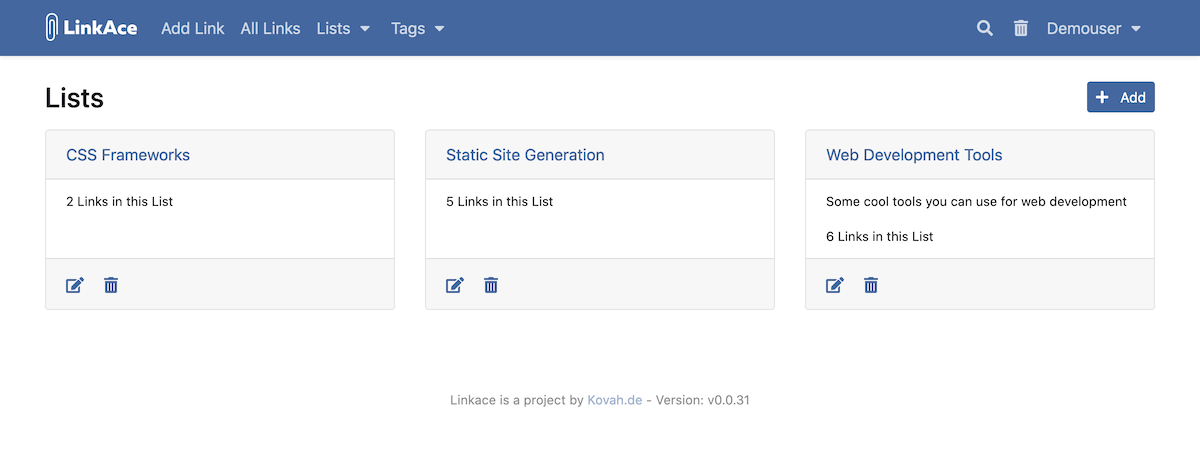 LinkAce Add Link All Links Lists Tags Demouser
Lists
Add
CSS Frameworks
2 Links in this List
Static Site Generation
5 Links in this List
Web Development Tools
Some cool tools you can use for web development
6 Links in this List
Linkace is a project by Kovah.de - Version: v0.0.31